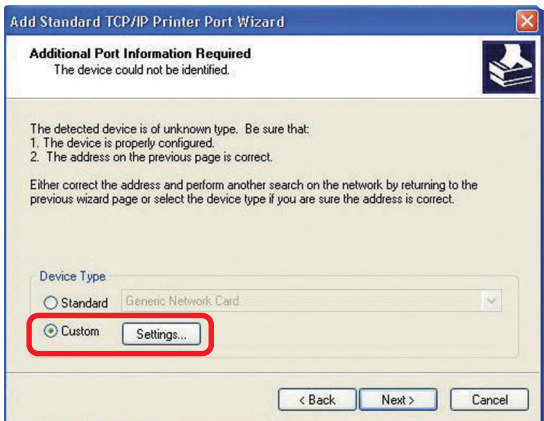 Add Standard TCP/IP Printer Port Wizard
Additional Port Information Required
The device could not be identified.
The detected device is of unknown type. Be sure that:
1. The device is properly configured.
2. The address on the previous page is correct.
Either correct the address and perform another search on the network by returning to the
previous wizard page or select the device type if you are sure the address is correct.
Device Type
Standard
Generic Network Card
Custom
Settings...
< Back
Next >
Cancel